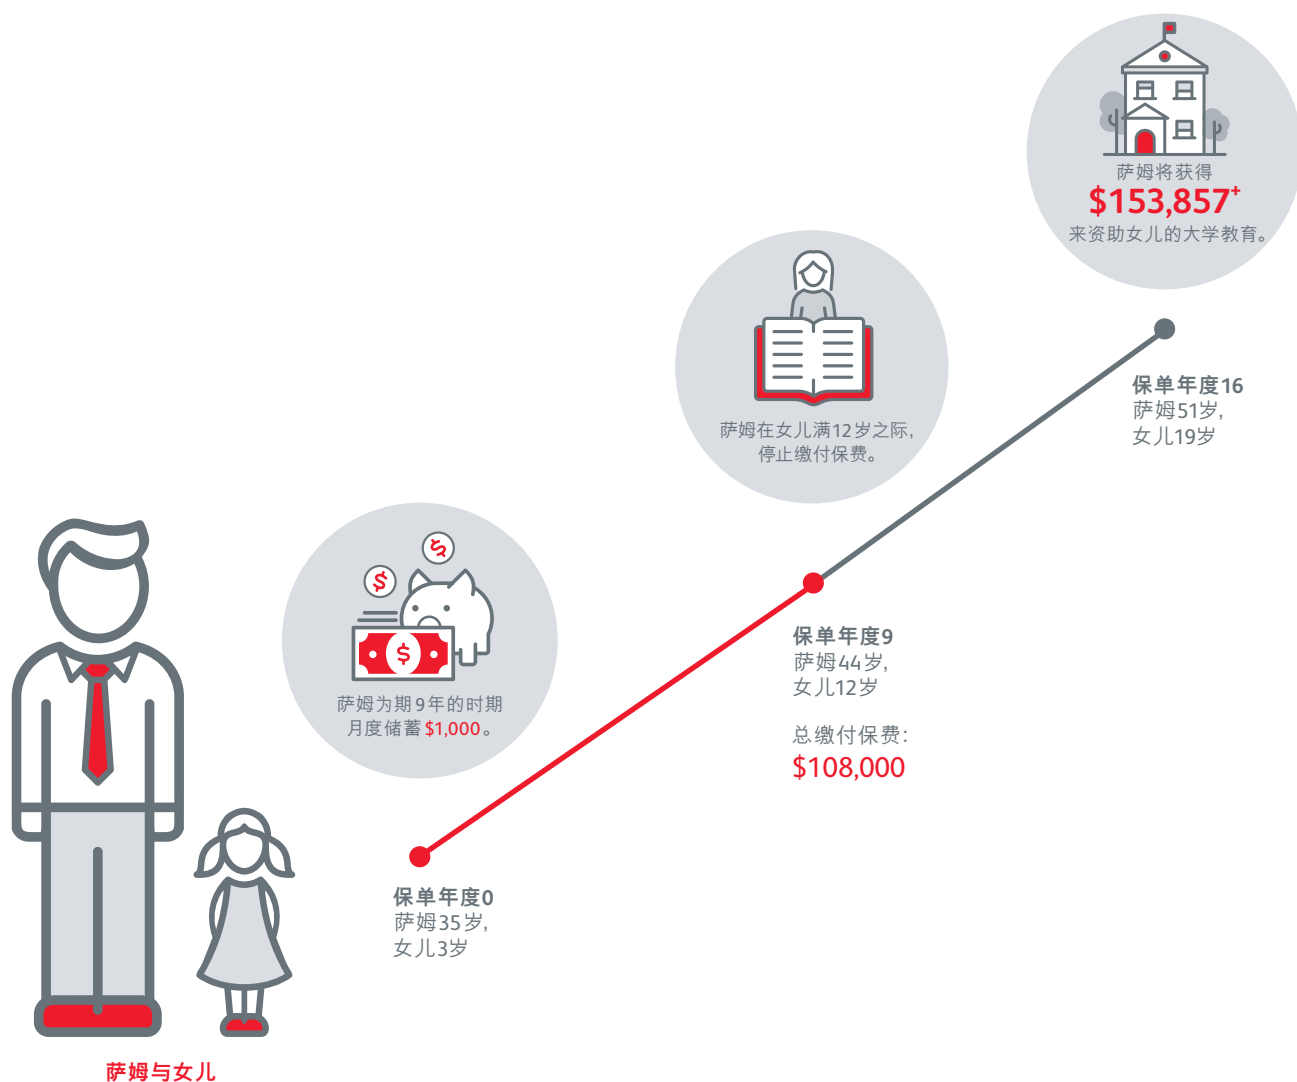 萨姆将获得
$153,857+
来资助女儿的大学教育。
萨姆在女儿满12岁之际，
停止缴付保费。
保单年度16
萨姆51岁，
女儿19岁
$
$
$
萨姆为期9年的时期
月度储蓄$1,000。
保单年度9
萨姆44岁，
女儿12岁
总缴付保费：
$108,000
保单年度0
萨姆35岁，
女儿3岁
萨姆与女儿